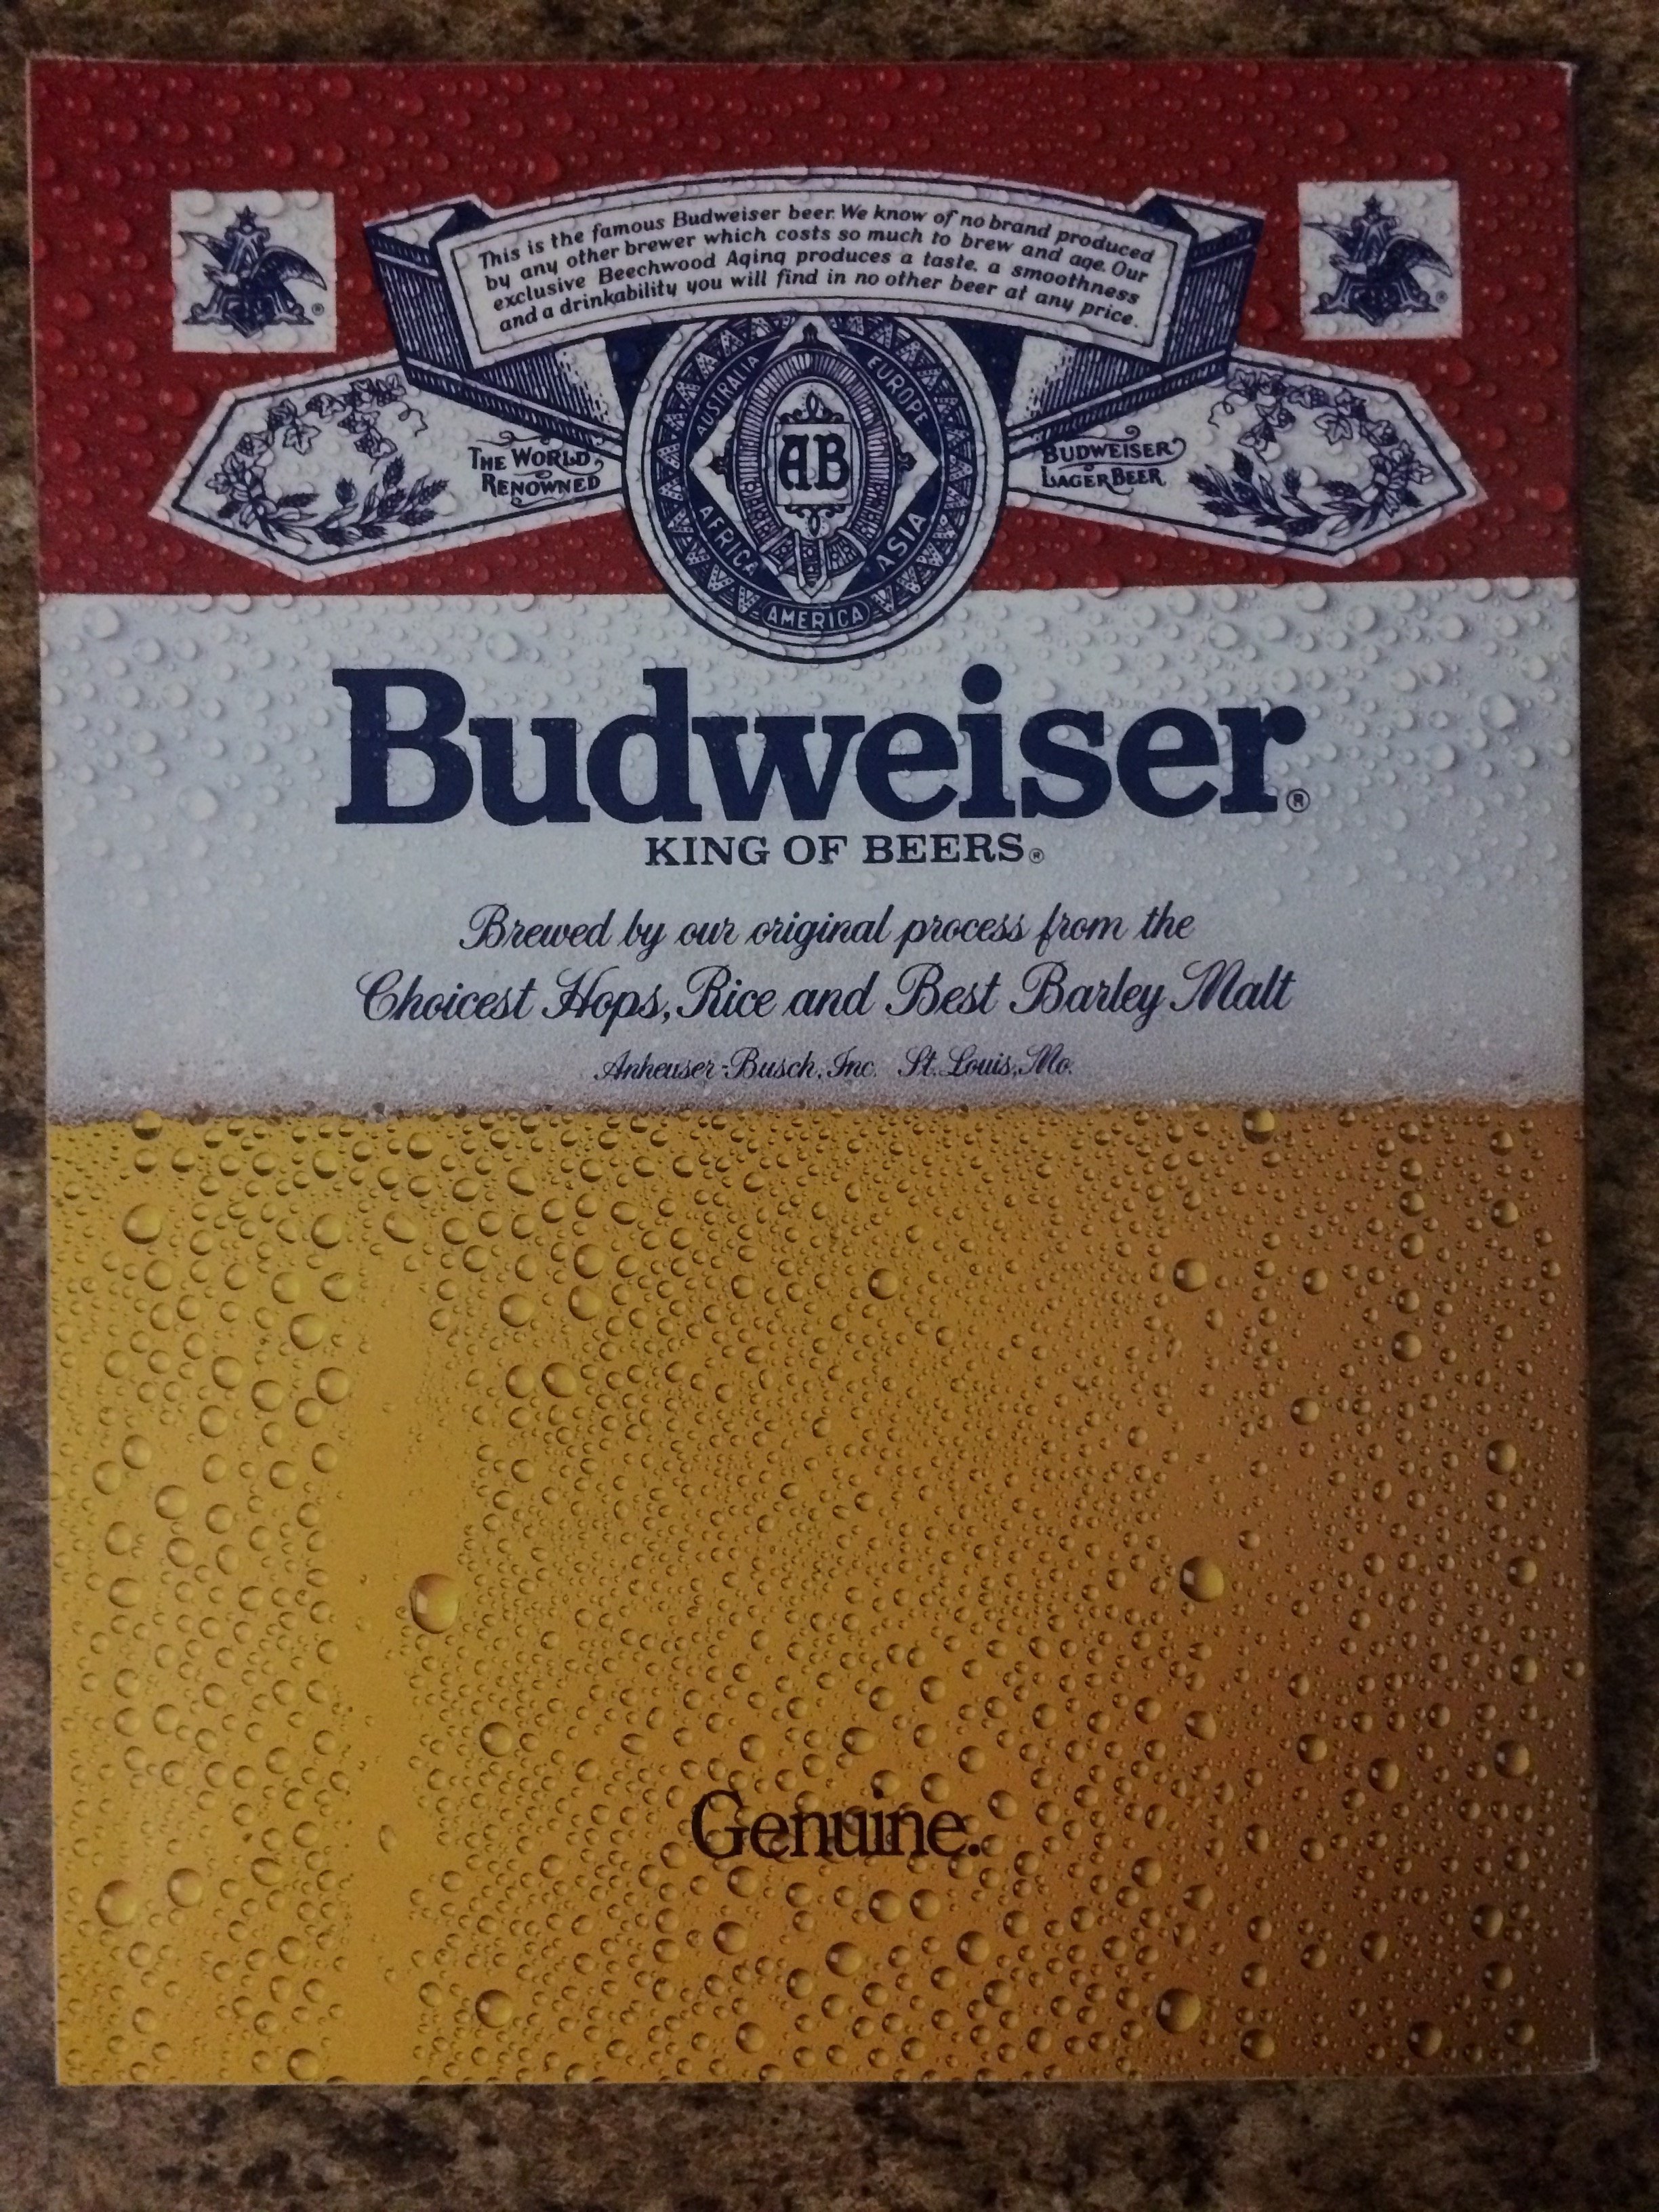 This is the famous Budweiser beer. We know of no brand produced
by any other brewer which costs so much to brew and age. Our
exclusive Beechwood Aging produces a taste, a smoothness
and a drinkability you will find in no other beer at any price.
®
®
AUSTRALIA
EUROPE
THE WORLD
RENOWNED
AB
BUDWEISER
LAGER BEER
AFRICA
ASIA
AMERICA
Budweiser®
KING OF BEERS®
Brewed by our original process from the
Choicest Hops, Rice and Best Barley Malt
Anheuser-Busch, Inc. St. Louis, Mo.
Genuine.